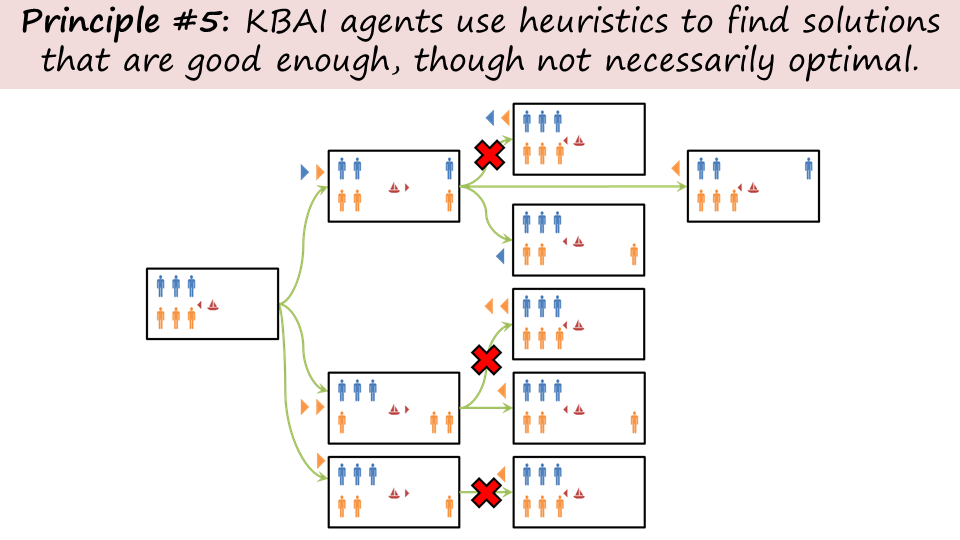 Principle #5: KBAI agents use heuristics to find solutions
that are good enough, though not necessarily optimal.